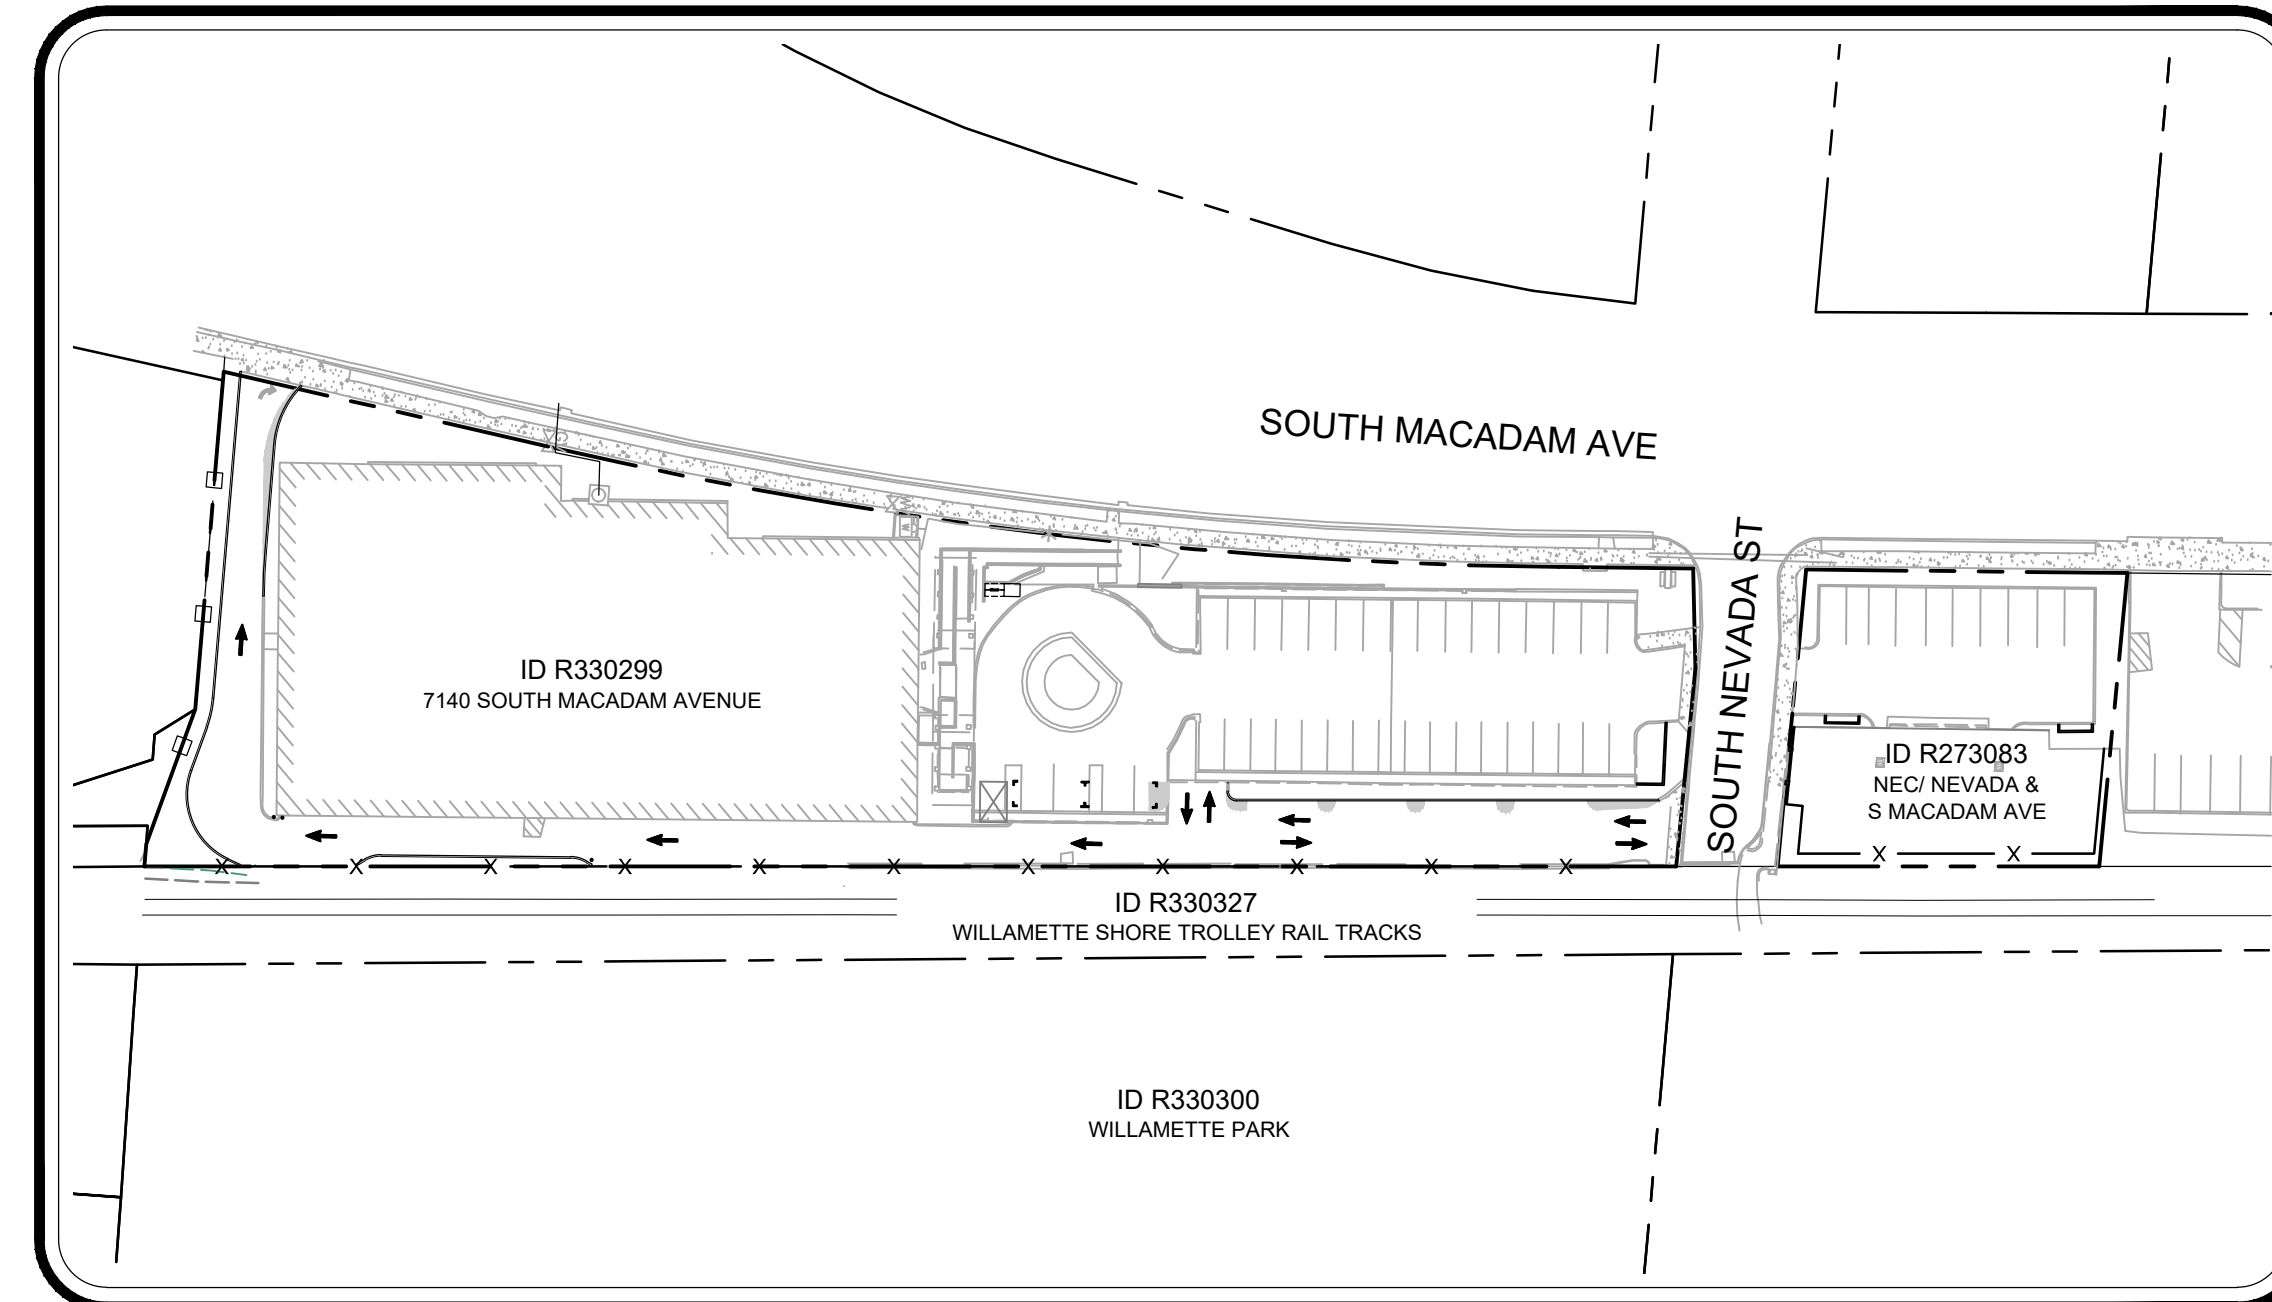 SOUTH MACADAM AVE
SOUTH NEVADA ST
ID R330299
7140 SOUTH MACADAM AVENUE
ID R273083
NEC/ NEVADA &
S MACADAM AVE
X X
X X X X X X X X X X X
ID R330327
WILLAMETTE SHORE TROLLEY RAIL TRACKS
ID R330300
WILLAMETTE PARK